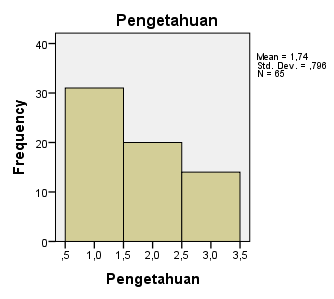 Pengetahuan
Mean = 1,74
Std. Dev. = ,796
N = 65
Frequency
40
30
20
10
0
,5 1,0 1,5 2,0 2,5 3,0 3,5
Pengetahuan